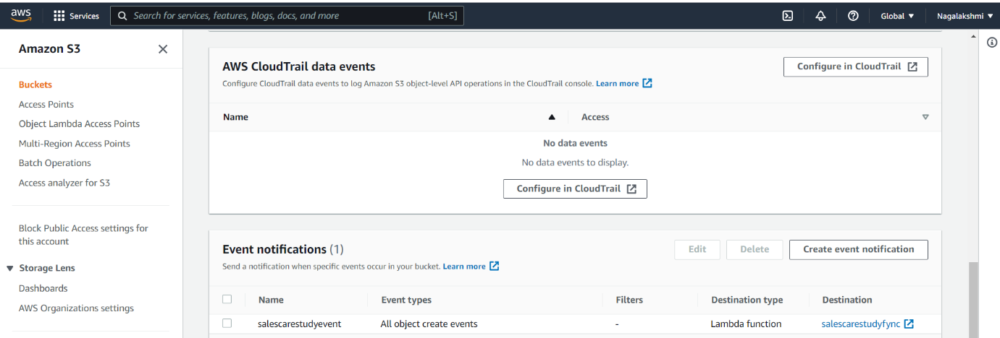 aws Services Search for services, features, blogs, docs, and more [Alt+S] Global ▼ Nagalakshmi ▼
Amazon S3
Buckets
Access Points
Object Lambda Access Points
Multi-Region Access Points
Batch Operations
Access analyzer for S3
Block Public Access settings for
this account
Storage Lens
Dashboards
AWS Organizations settings
AWS CloudTrail data events
Configure in CloudTrail
Configure CloudTrail data events to log Amazon S3 object-level API operations in the CloudTrail console. Learn more
Name Access
No data events
No data events to display.
Configure in CloudTrail
Event notifications (1)
Edit Delete Create event notification
Send a notification when specific events occur in your bucket. Learn more
Name Event types Filters Destination type Destination
salescarestudyevent All object create events - Lambda function salescarestudyfync